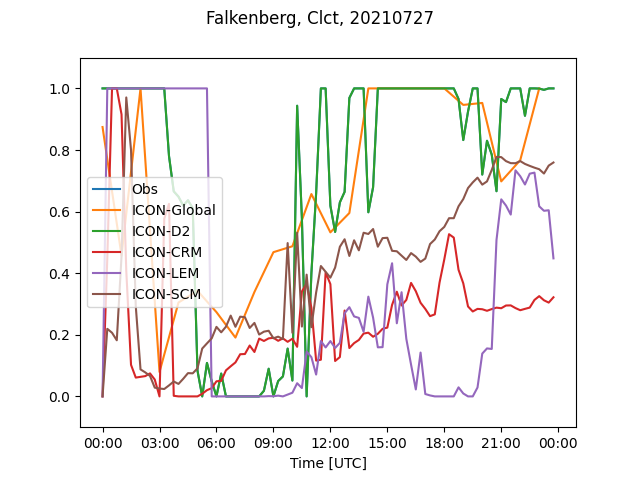 Falkenberg, Clct, 20210727
1.0
0.8
0.6
0.4
0.2
0.0
Obs
ICON-Global
ICON-D2
ICON-CRM
ICON-LEM
ICON-SCM
00:00 03:00 06:00 09:00 12:00 15:00 18:00 21:00 00:00
Time [UTC]